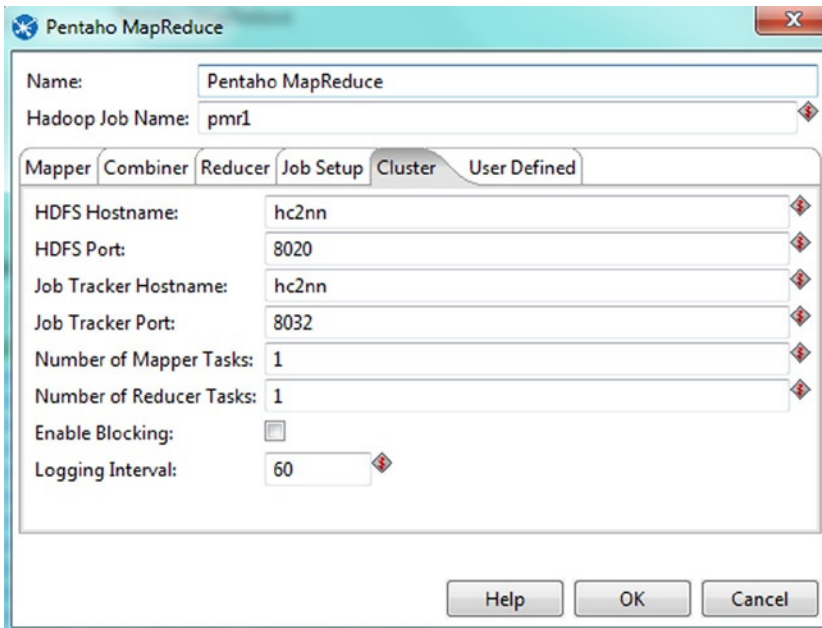 Pentaho MapReduce
Name: Pentaho MapReduce
Hadoop Job Name: pmr1
Mapper Combiner Reducer Job Setup Cluster User Defined
HDFS Hostname: hc2nn
HDFS Port: 8020
Job Tracker Hostname: hc2nn
Job Tracker Port: 8032
Number of Mapper Tasks: 1
Number of Reducer Tasks: 1
Enable Blocking:
Logging Interval: 60
Help OK Cancel